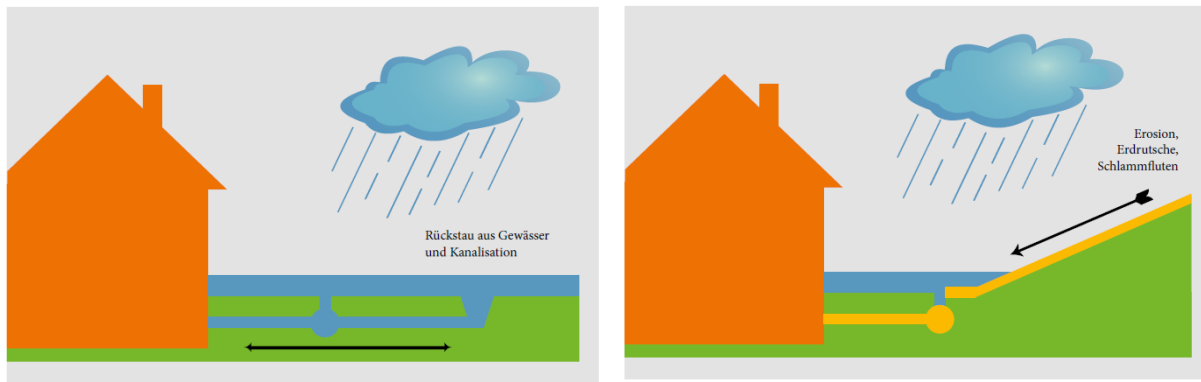 Rückstau aus Gewässer
und Kanalisation
Erosion,
Erdrutsche,
Schlammfluten